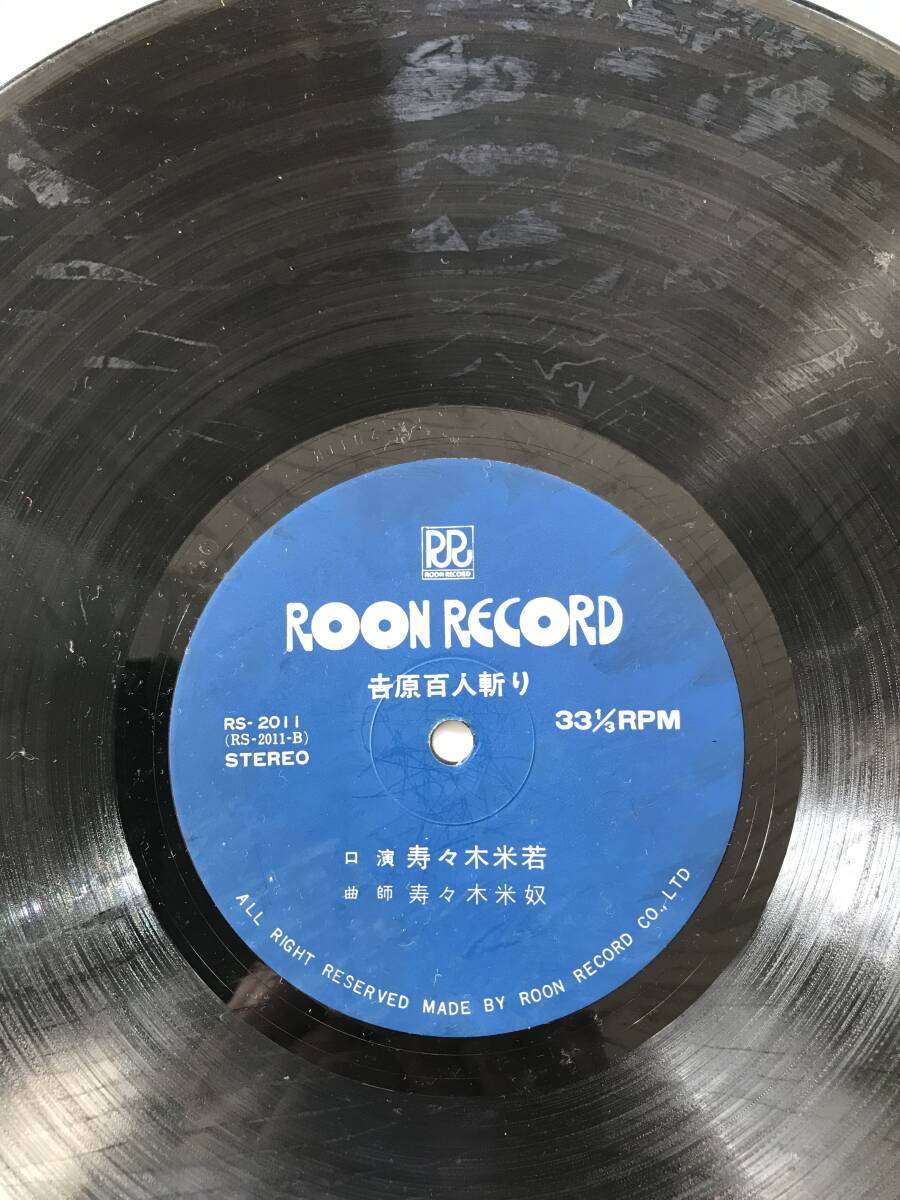 ROON RECORD
ROON RECORD
𠮷原百人斬り
RS-2011
(RS-2011-B)
STEREO
33⅓RPM
口演 寿々木米若
曲師 寿々木米奴
ALL RIGHT RESERVED MADE BY ROON RECORD CO., LTD